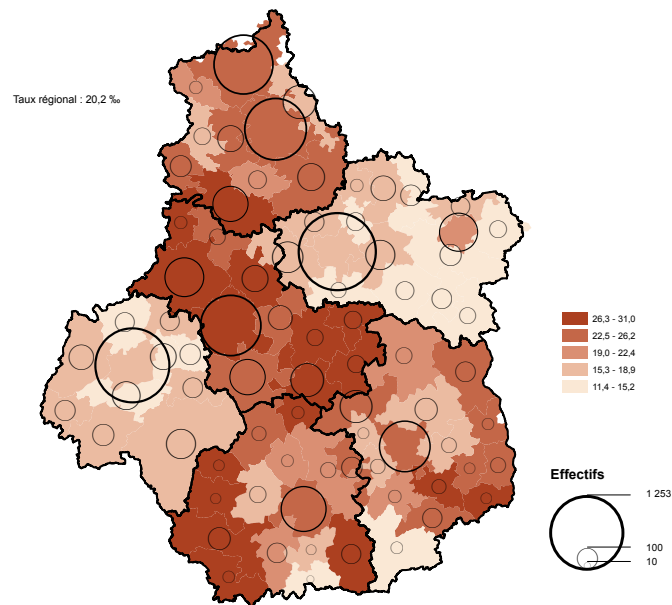 Taux régional : 20,2 ‰
26,3 - 31,0
22,5 - 26,2
19,0 - 22,4
15,3 - 18,9
11,4 - 15,2
Effectifs
1 253
100
10